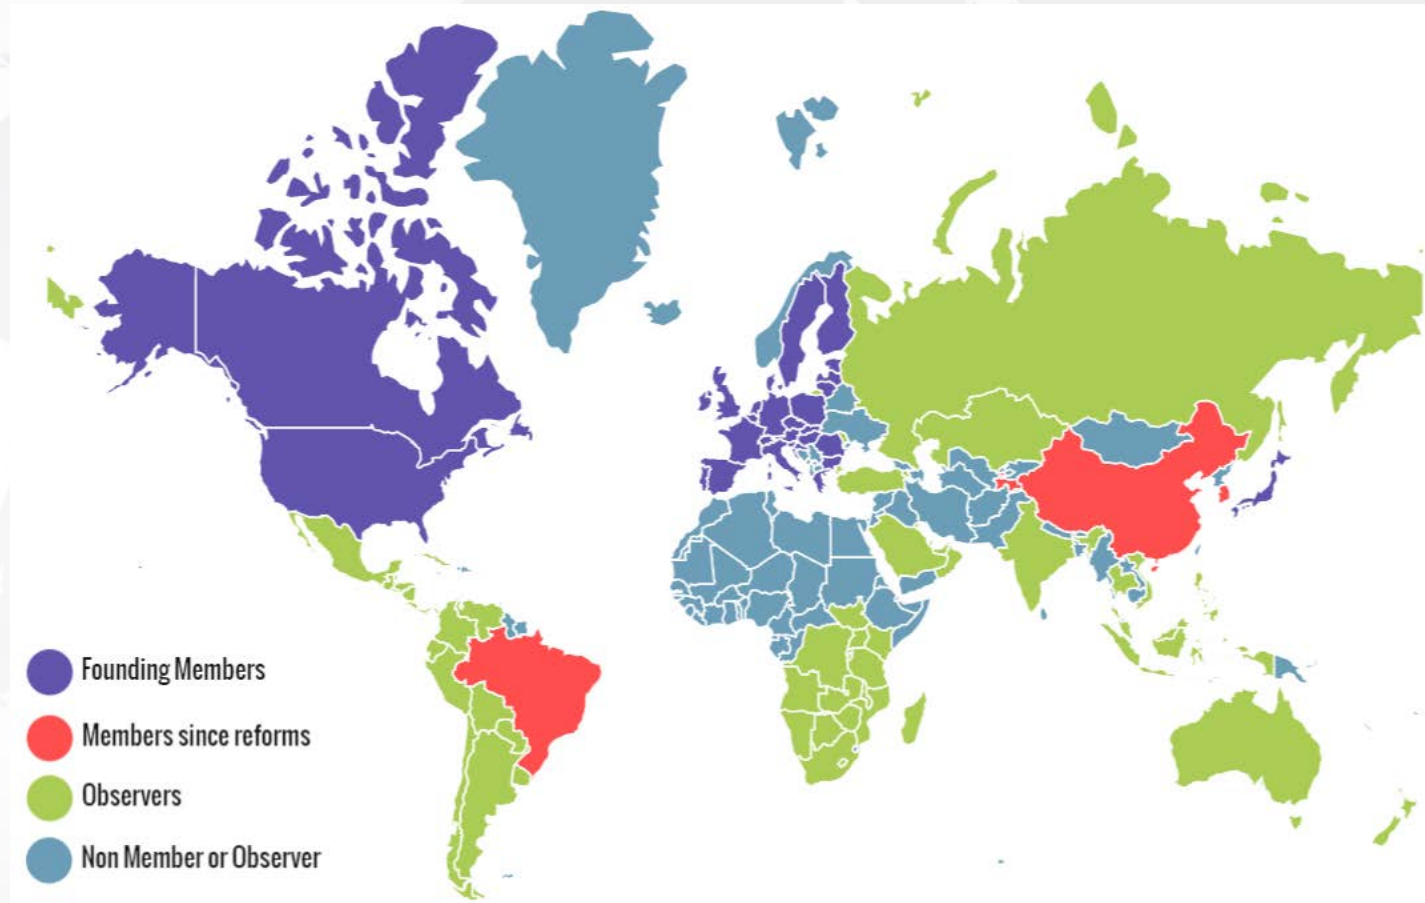 Founding Members
Members since reforms
Observers
Non Member or Observer